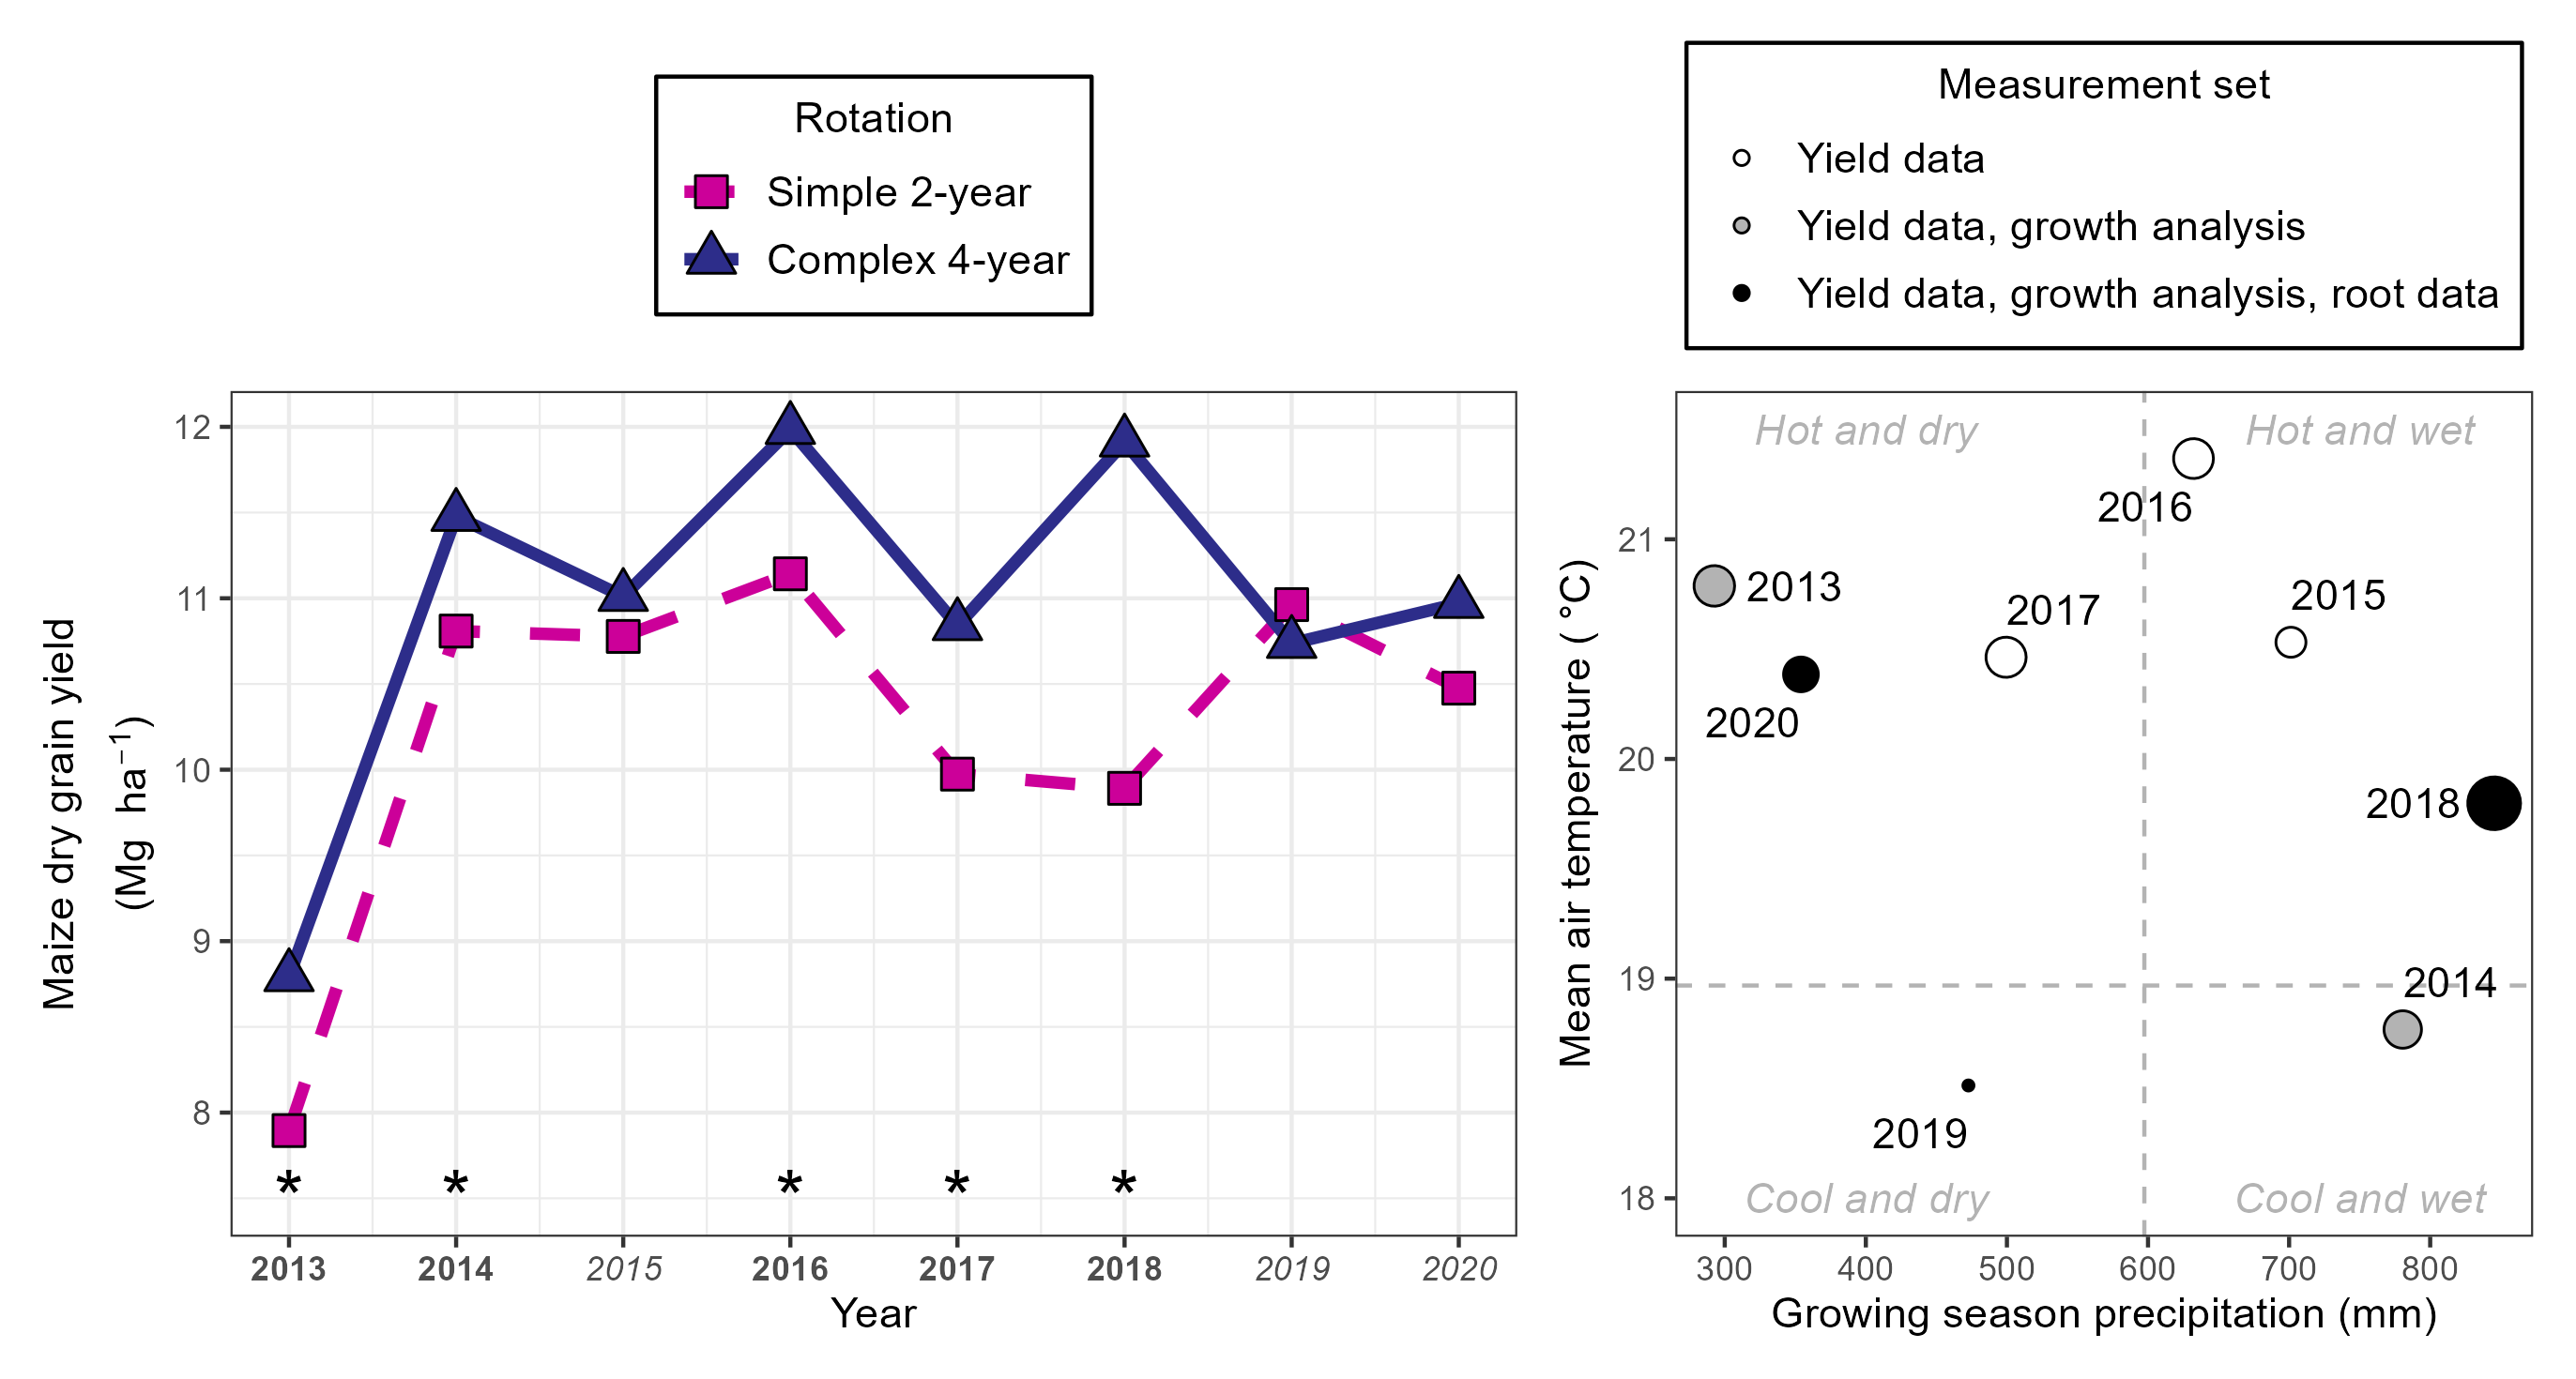 Rotation
Simple 2-year
Complex 4-year
Measurement set
Yield data
Yield data, growth analysis
Yield data, growth analysis, root data
Maize dry grain yield
(Mg ha⁻¹)
12
11
10
9
8
* * * * *
2013 2014 2015 2016 2017 2018 2019 2020
Year
Mean air temperature ( °C)
21
20
19
18
Hot and dry Hot and wet
2016
2013
2017
2015
2020
2018
2014
2019
Cool and dry Cool and wet
300 400 500 600 700 800
Growing season precipitation (mm)